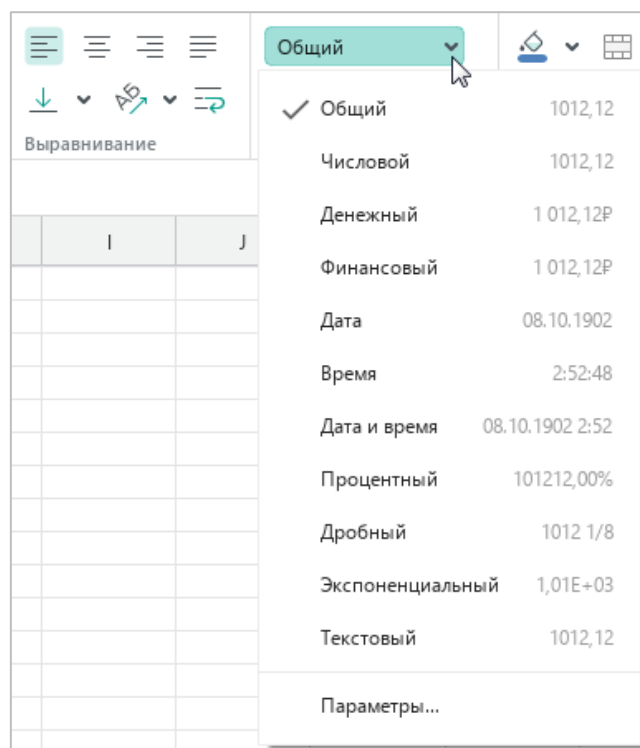 Общий
АБ
Выравнивание
I J
Общий 1012,12
Числовой 1012,12
Денежный 1 012,12₽
Финансовый 1 012,12₽
Дата 08.10.1902
Время 2:52:48
Дата и время 08.10.1902 2:52
Процентный 101212,00%
Дробный 1012 1/8
Экспоненциальный 1,01E+03
Текстовый 1012,12
Параметры...